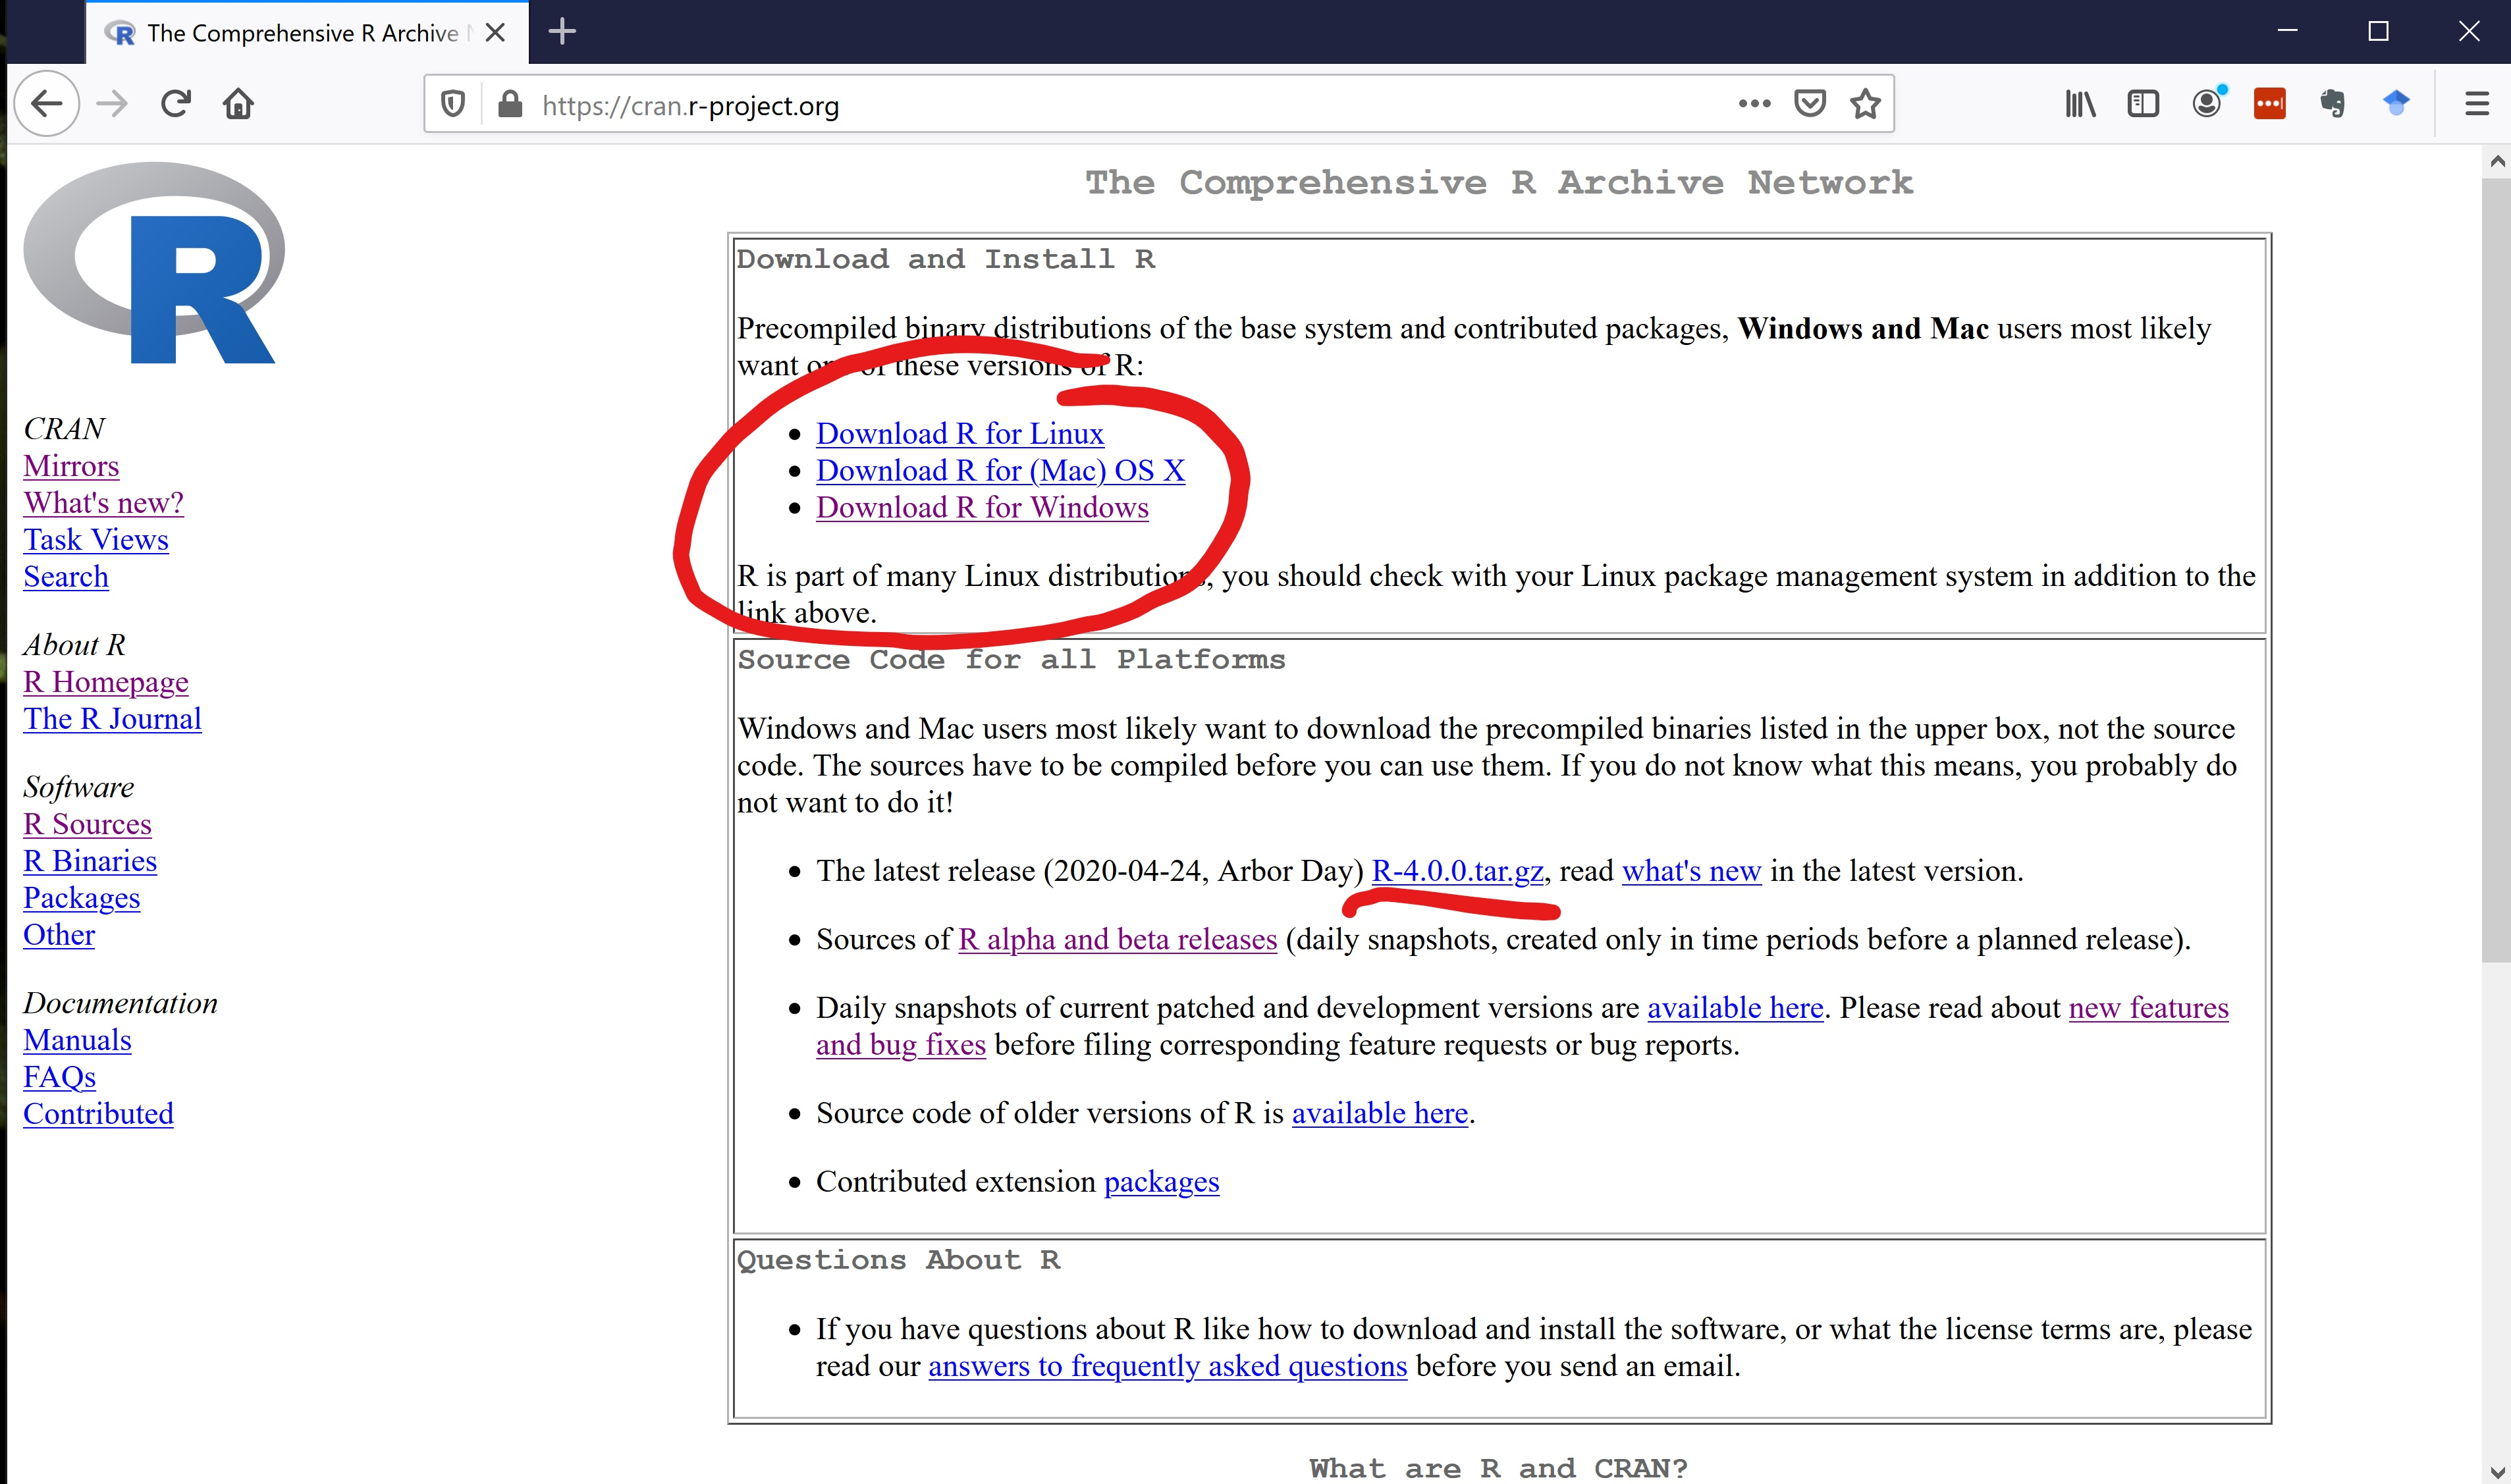 The Comprehensive R Archive
https://cran.r-project.org
R
CRAN
Mirrors
What's new?
Task Views
Search
About R
R Homepage
The R Journal
Software
R Sources
R Binaries
Packages
Other
Documentation
Manuals
FAQs
Contributed
The Comprehensive R Archive Network
Download and Install R
Precompiled binary distributions of the base system and contributed packages, Windows and Mac users most likely
want one of these versions of R:
• Download R for Linux
• Download R for (Mac) OS X
• Download R for Windows
R is part of many Linux distributions, you should check with your Linux package management system in addition to the
link above.
Source Code for all Platforms
Windows and Mac users most likely want to download the precompiled binaries listed in the upper box, not the source
code. The sources have to be compiled before you can use them. If you do not know what this means, you probably do
not want to do it!
• The latest release (2020-04-24, Arbor Day) R-4.0.0.tar.gz, read what's new in the latest version.
• Sources of R alpha and beta releases (daily snapshots, created only in time periods before a planned release).
• Daily snapshots of current patched and development versions are available here. Please read about new features
and bug fixes before filing corresponding feature requests or bug reports.
• Source code of older versions of R is available here.
• Contributed extension packages
Questions About R
• If you have questions about R like how to download and install the software, or what the license terms are, please
read our answers to frequently asked questions before you send an email.
What are R and CRAN?